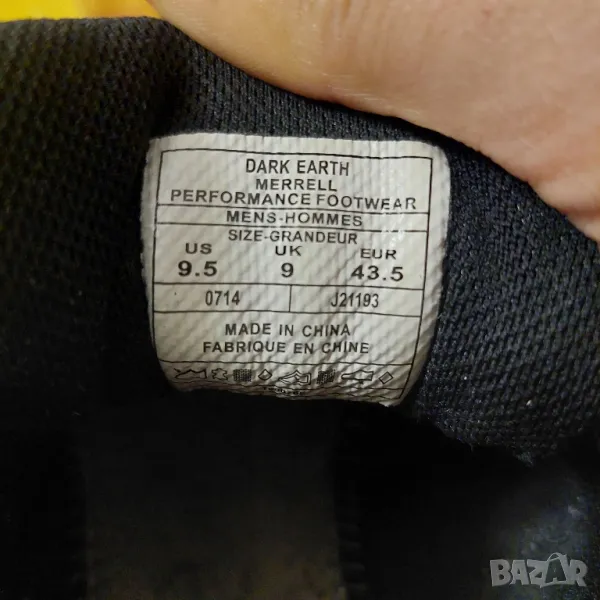 DARK EARTH
MERRELL
PERFORMANCE FOOTWEAR
MENS-HOMMES
SIZE-GRANDEUR
US UK EUR
9.5 9 43.5
0714 J21193
MADE IN CHINA
FABRIQUE EN CHINE
BAZAR